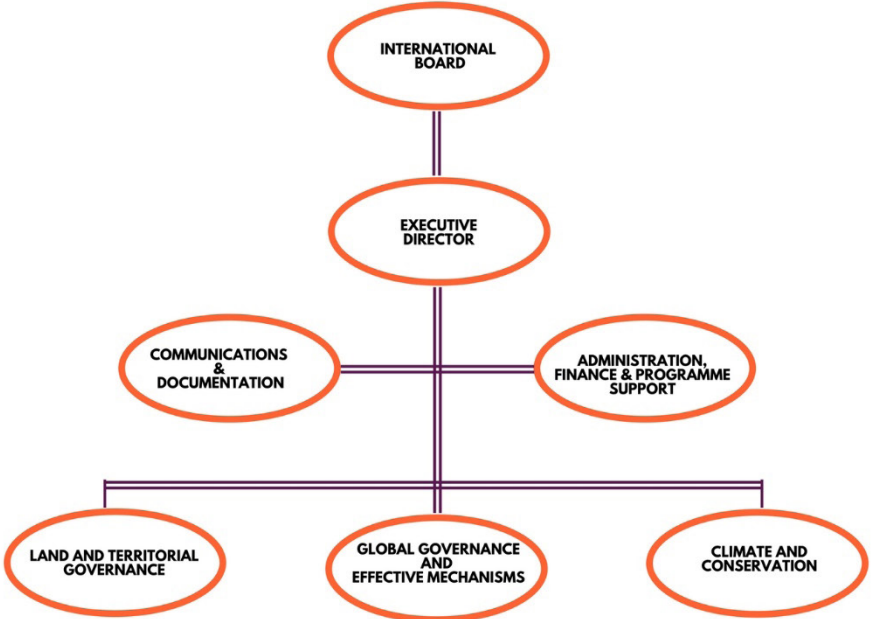 INTERNATIONAL
BOARD
EXECUTIVE
DIRECTOR
COMMUNICATIONS
&
DOCUMENTATION
ADMINISTRATION,
FINANCE & PROGRAMME
SUPPORT
LAND AND TERRITORIAL
GOVERNANCE
GLOBAL GOVERNANCE
AND
EFFECTIVE MECHANISMS
CLIMATE AND
CONSERVATION